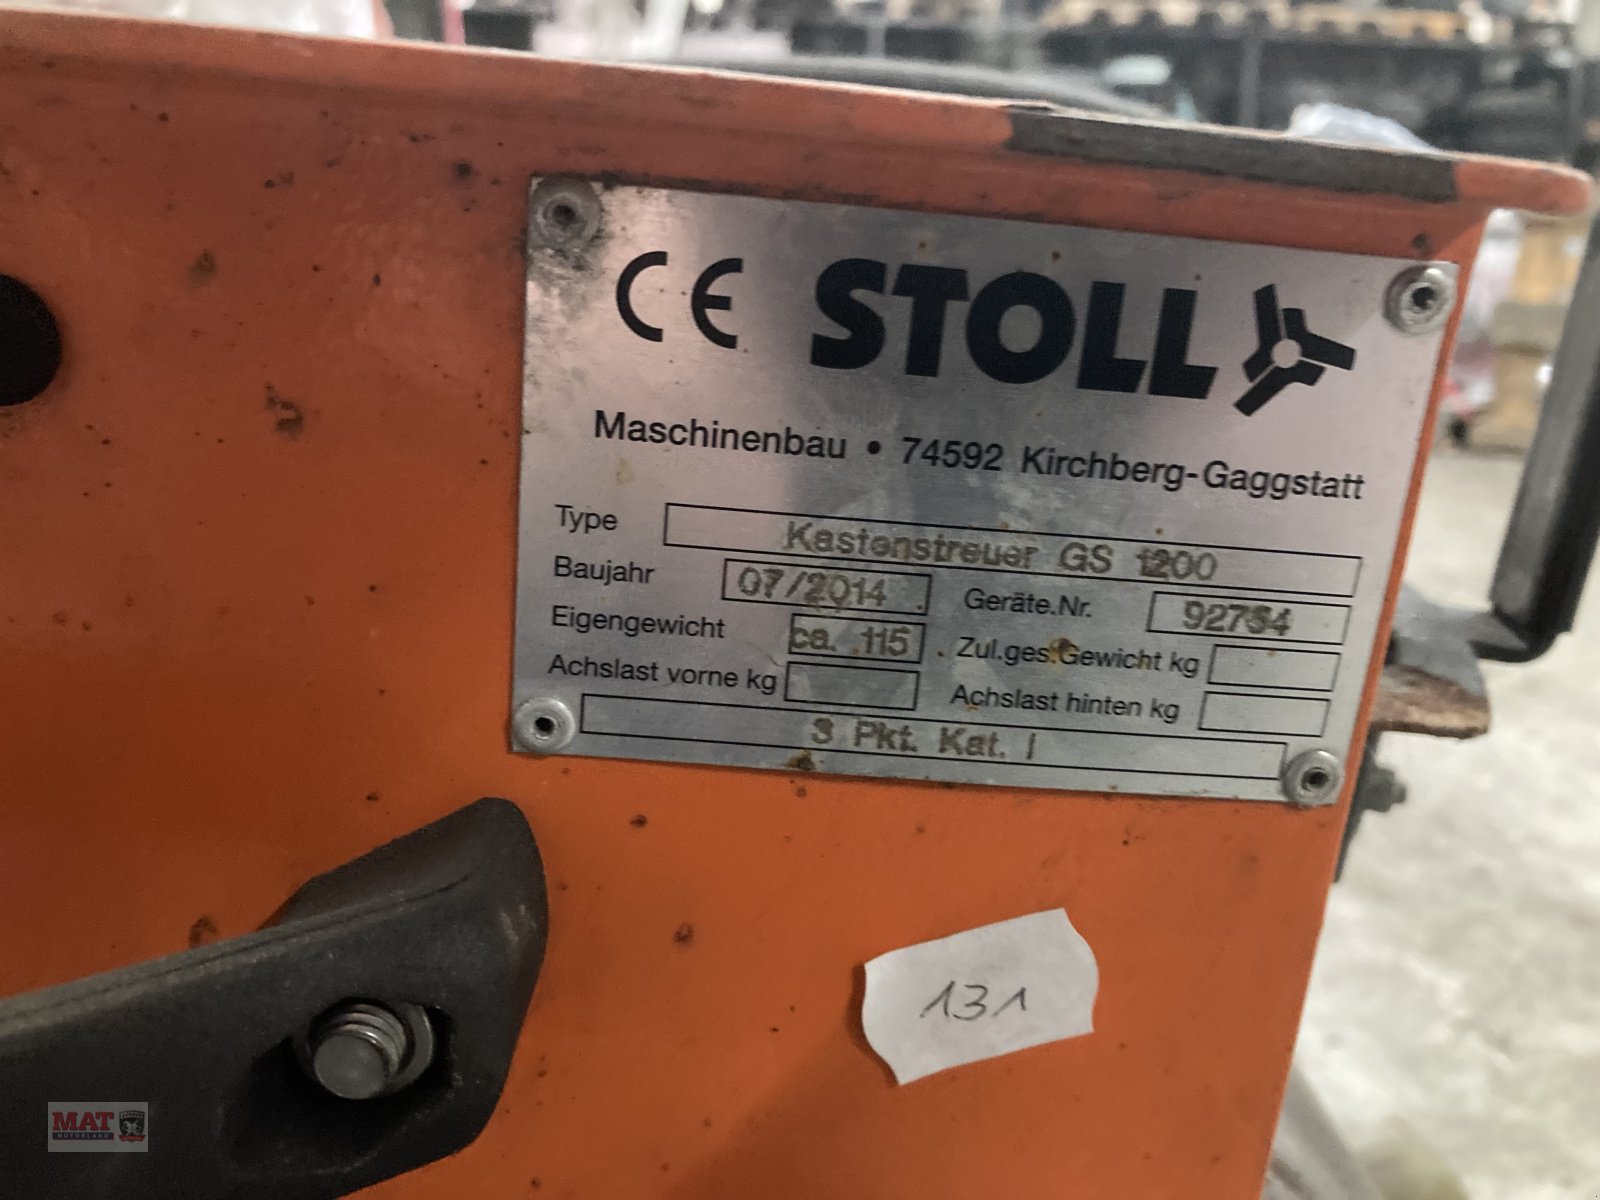 CE STOLL
Maschinenbau • 74592 Kirchberg-Gaggstatt
Type Kastenstreuer GS 1200
Baujahr 07/2014 Geräte.Nr. 92754
Eigengewicht ca. 115 Zul.ges.Gewicht kg
Achslast vorne kg Achslast hinten kg
3 Pkt. Kat. I
131
MAT
MOTORLAND